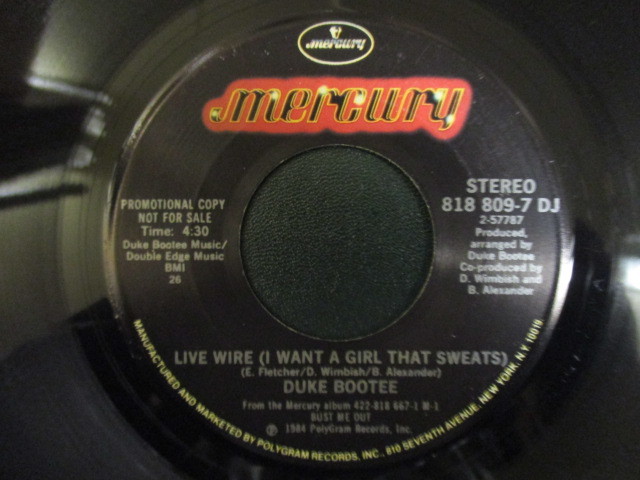 mercury
mercury
PROMOTIONAL COPY
NOT FOR SALE
Time: 4:30
Duke Bootee Music/
Double Edge Music
BMI
26
STEREO
818 809-7 DJ
2-57787
Produced,
arranged by
Duke Bootee
Co-produced by
D. Wimbish and
B. Alexander
LIVE WIRE (I WANT A GIRL THAT SWEATS)
(E. Fletcher/D. Wimbish/B. Alexander)
DUKE BOOTEE
From the Mercury album 422-818 667-1 M-1
BUST ME OUT
℗ 1984 PolyGram Records, Inc.
MANUFACTURED AND MARKETED BY POLYGRAM RECORDS, INC., 810 SEVENTH AVENUE, NEW YORK, N.Y. 10019